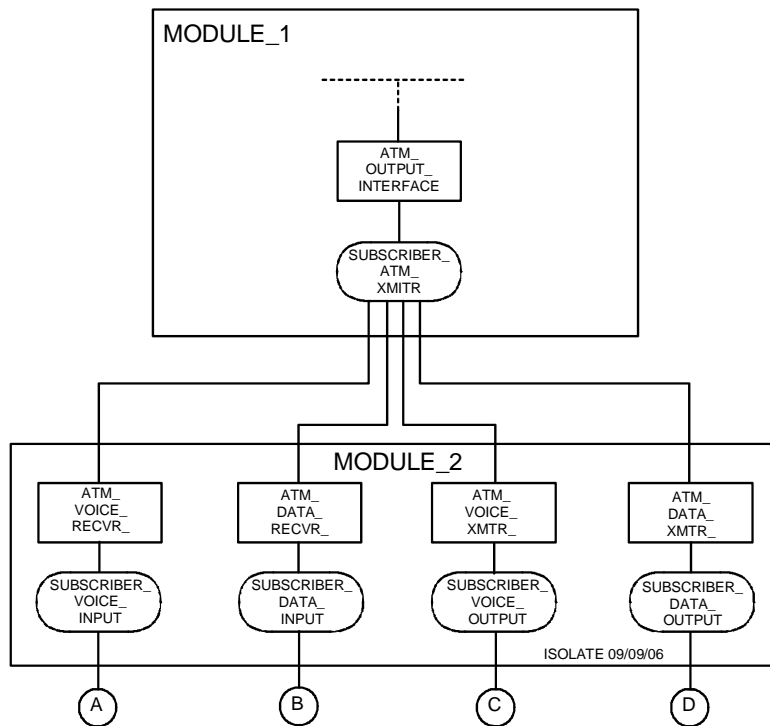 MODULE_1
ATM_
OUTPUT_
INTERFACE
SUBSCRIBER_
ATM_
XMITR
MODULE_2
ATM_
VOICE_
RECVR_
ATM_
DATA_
RECVR_
ATM_
VOICE_
XMTR_
ATM_
DATA_
XMTR_
SUBSCRIBER_
VOICE_
INPUT
SUBSCRIBER_
DATA_
INPUT
SUBSCRIBER_
VOICE_
OUTPUT
SUBSCRIBER_
DATA_
OUTPUT
ISOLATE 09/09/06
A
B
C
D